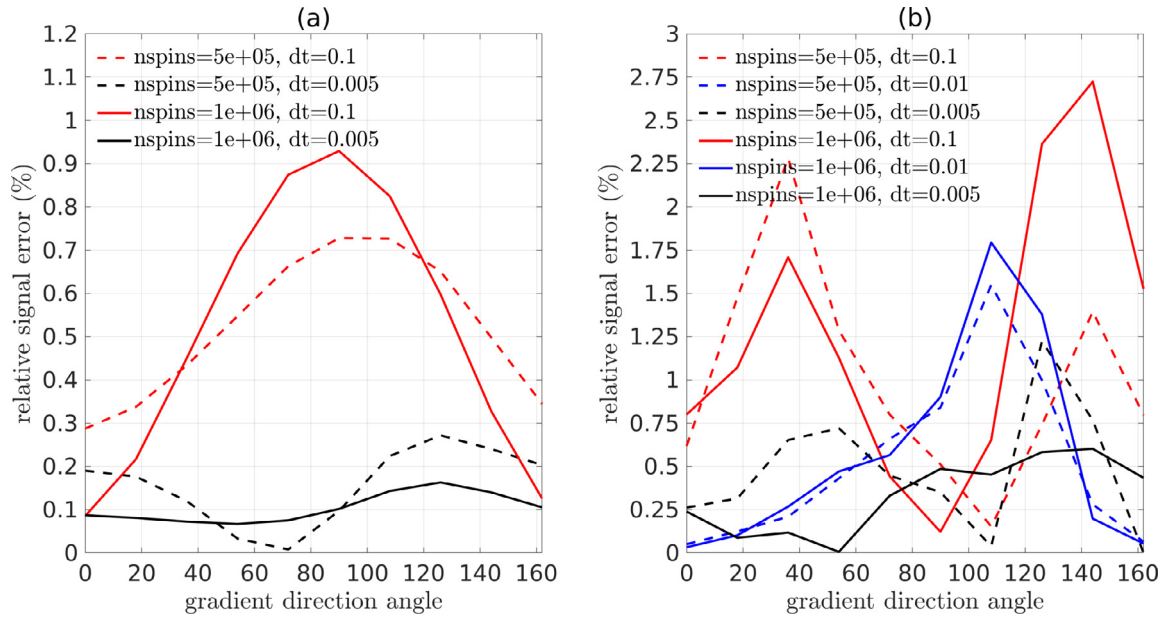 (a)
1.2
1.1
1
0.9
0.8
0.7
0.6
0.5
0.4
0.3
0.2
0.1
0
relative signal error (%)
nspins=5e+05, dt=0.1
nspins=5e+05, dt=0.005
nspins=1e+06, dt=0.1
nspins=1e+06, dt=0.005
0 20 40 60 80 100 120 140 160
gradient direction angle
(b)
3
2.75
2.5
2.25
2
1.75
1.5
1.25
1
0.75
0.5
0.25
0
relative signal error (%)
nspins=5e+05, dt=0.1
nspins=5e+05, dt=0.01
nspins=5e+05, dt=0.005
nspins=1e+06, dt=0.1
nspins=1e+06, dt=0.01
nspins=1e+06, dt=0.005
0 20 40 60 80 100 120 140 160
gradient direction angle